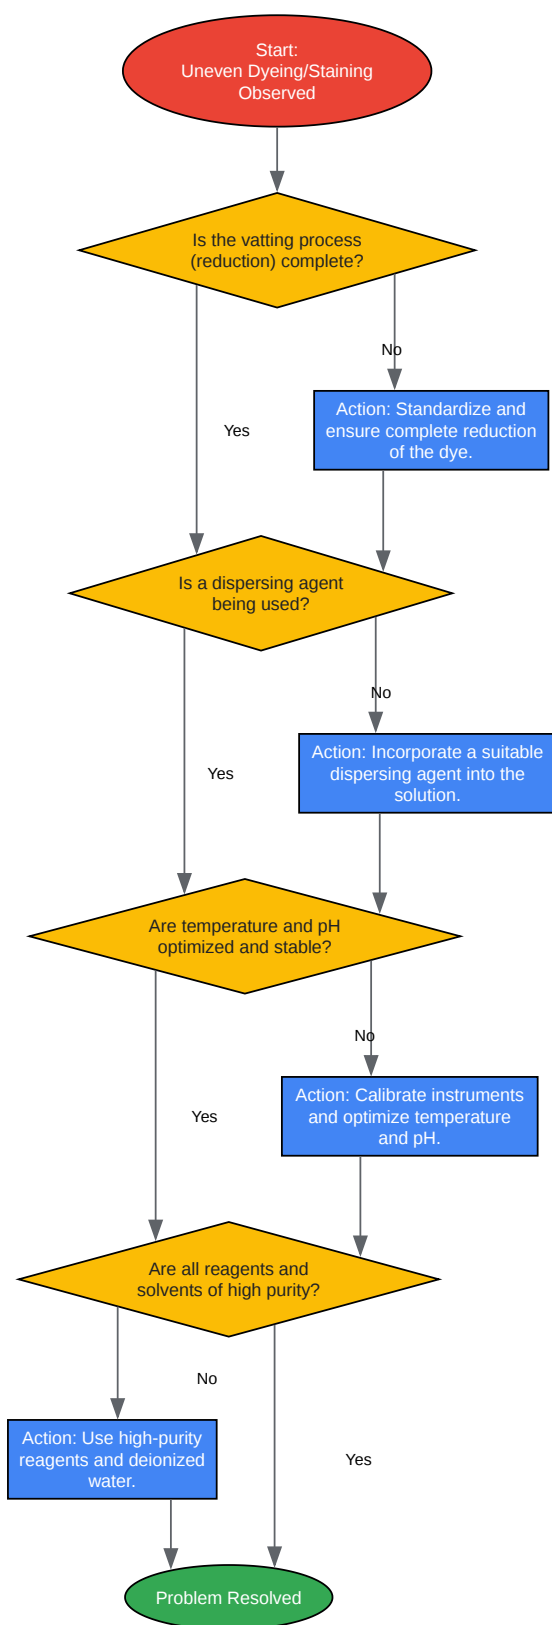 Start:
Uneven Dyeing/Staining
Observed
Is the vatting process
(reduction) complete?
No
Yes
Action: Standardize and
ensure complete reduction
of the dye.
Is a dispersing agent
being used?
No
Yes
Action: Incorporate a suitable
dispersing agent into the
solution.
Are temperature and pH
optimized and stable?
No
Yes
Action: Calibrate instruments
and optimize temperature
and pH.
Are all reagents and
solvents of high purity?
No
Yes
Action: Use high-purity
reagents and deionized
water.
Problem Resolved